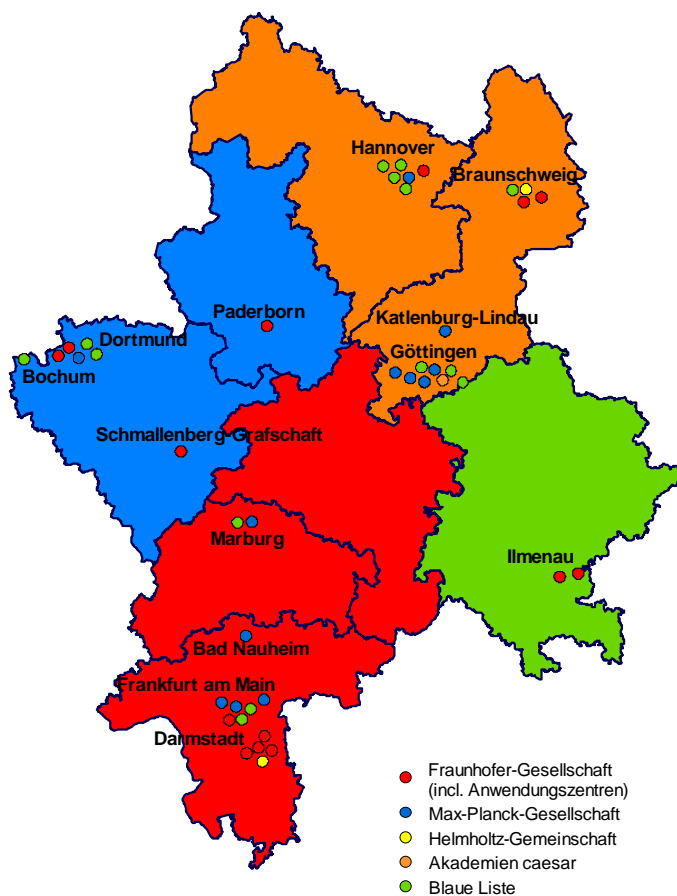 Hannover
Braunschweig
Paderborn
Katlenburg-Lindau
Dortmund
Göttingen
Bochum
Schmallenberg-Grafschaft
Marburg
Ilmenau
Bad Nauheim
Frankfurt am Main
Darmstadt
Fraunhofer-Gesellschaft
(incl. Anwendungszentren)
Max-Planck-Gesellschaft
Helmholtz-Gemeinschaft
Akademien caesar
Blaue Liste